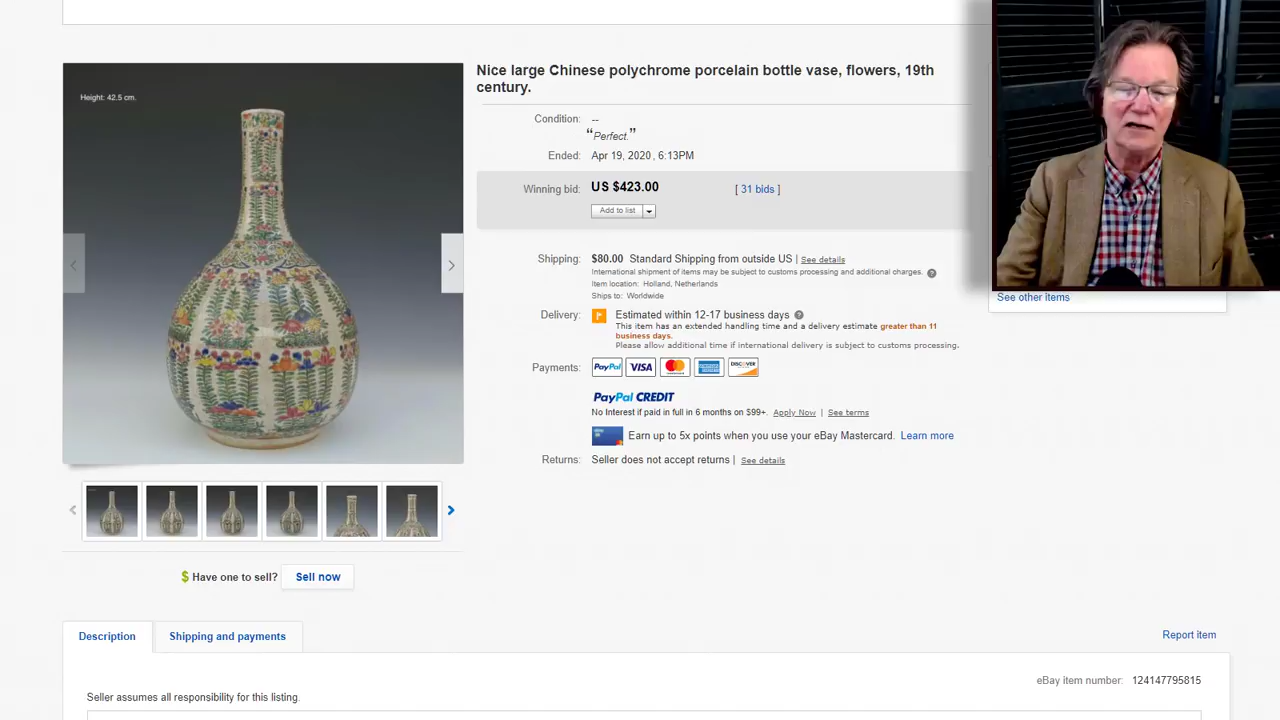 Height: 42.5 cm.
Nice large Chinese polychrome porcelain bottle vase, flowers, 19th
century.
Condition: --
“Perfect.”
Ended: Apr 19, 2020 , 6:13PM
Winning bid: US $423.00 [ 31 bids ]
Add to list
Shipping: $80.00 Standard Shipping from outside US | See details
International shipment of items may be subject to customs processing and additional charges. ?
Item location: Holland, Netherlands
Ships to: Worldwide
Delivery: Estimated within 12-17 business days ?
This item has an extended handling time and a delivery estimate greater than 11
business days.
Please allow additional time if international delivery is subject to customs processing.
Payments: PayPal VISA MasterCard AMERICAN EXPRESS DISCOVER
PayPal CREDIT
No Interest if paid in full in 6 months on $99+. Apply Now | See terms
Earn up to 5x points when you use your eBay Mastercard. Learn more
Returns: Seller does not accept returns | See details
See other items
$ Have one to sell? Sell now
Description
Shipping and payments
Report item
eBay item number: 124147795815
Seller assumes all responsibility for this listing.